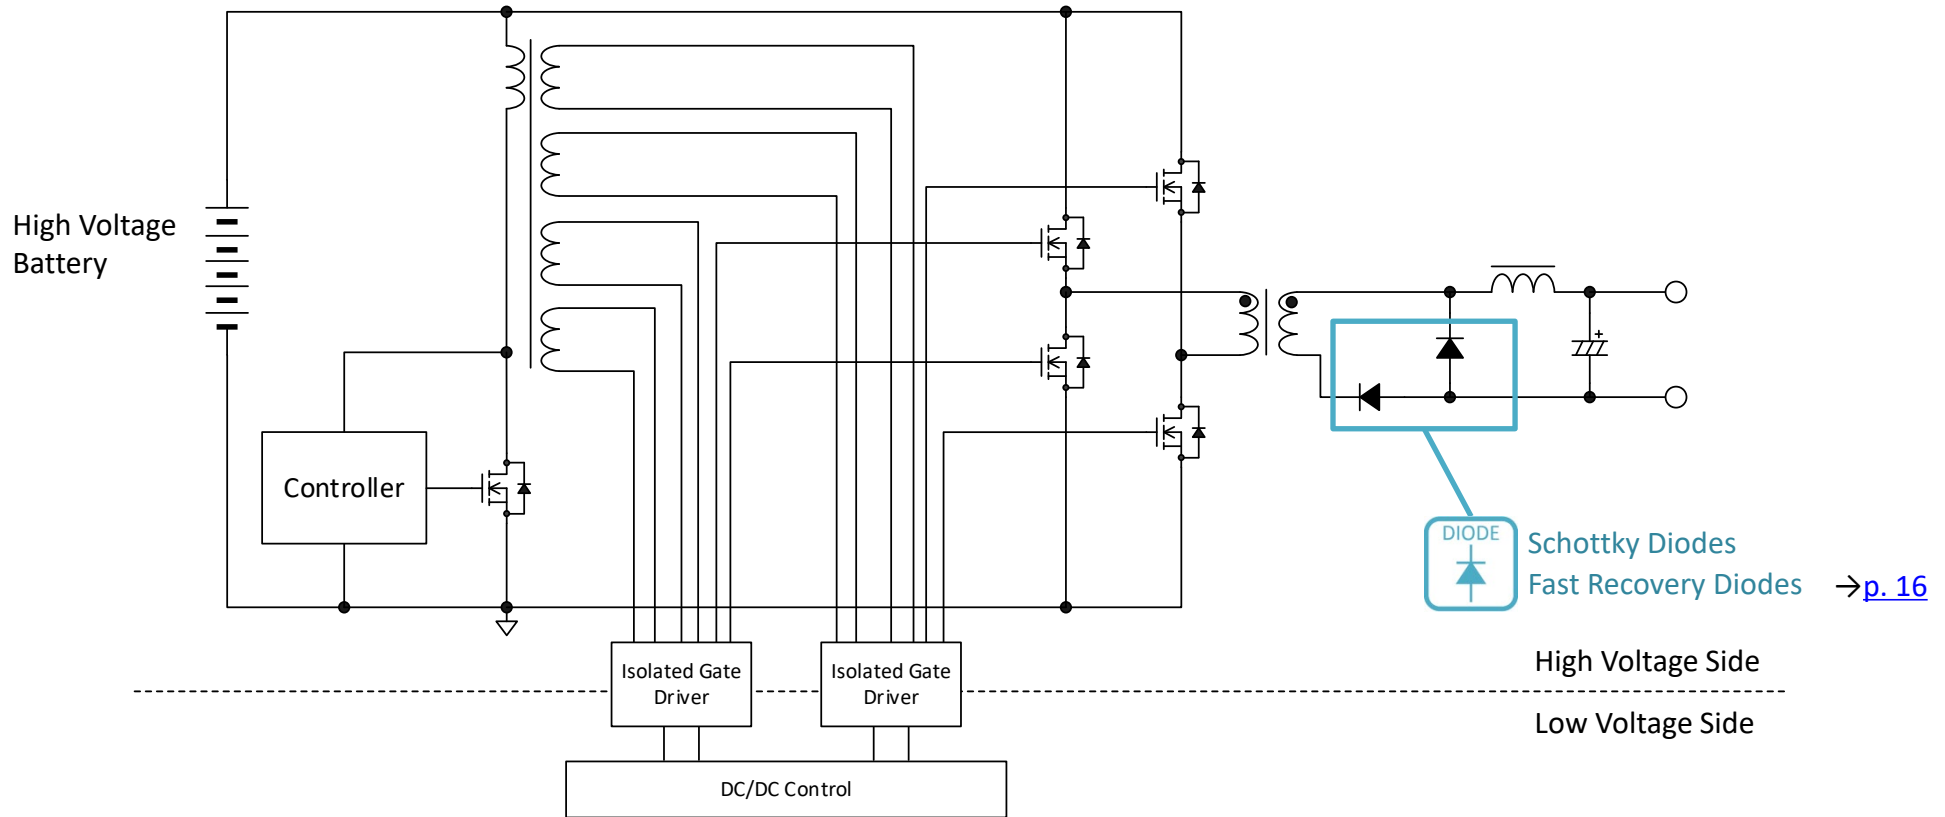 High Voltage
Battery
Controller
+
DIODE
Schottky Diodes
Fast Recovery Diodes →p. 16
High Voltage Side
Isolated Gate
Driver
Isolated Gate
Driver
Low Voltage Side
DC/DC Control